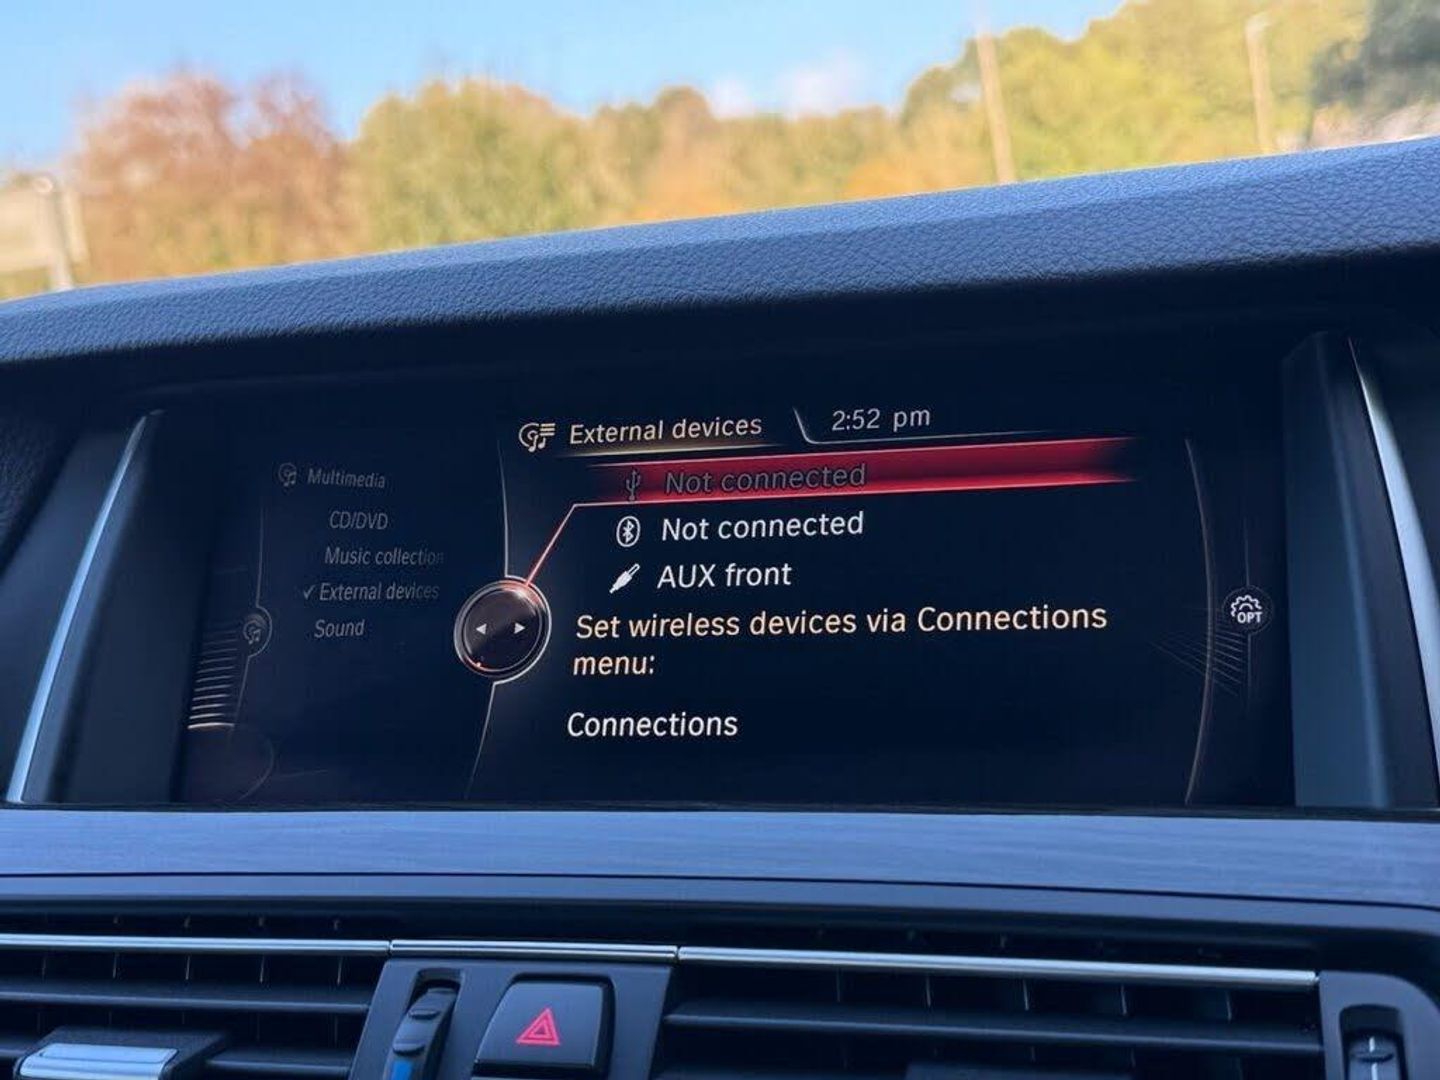 External devices
2:52 pm
Multimedia
CD/DVD
Music collection
✓ External devices
Sound
Not connected
Not connected
AUX front
Set wireless devices via Connections
menu:
Connections
OPT